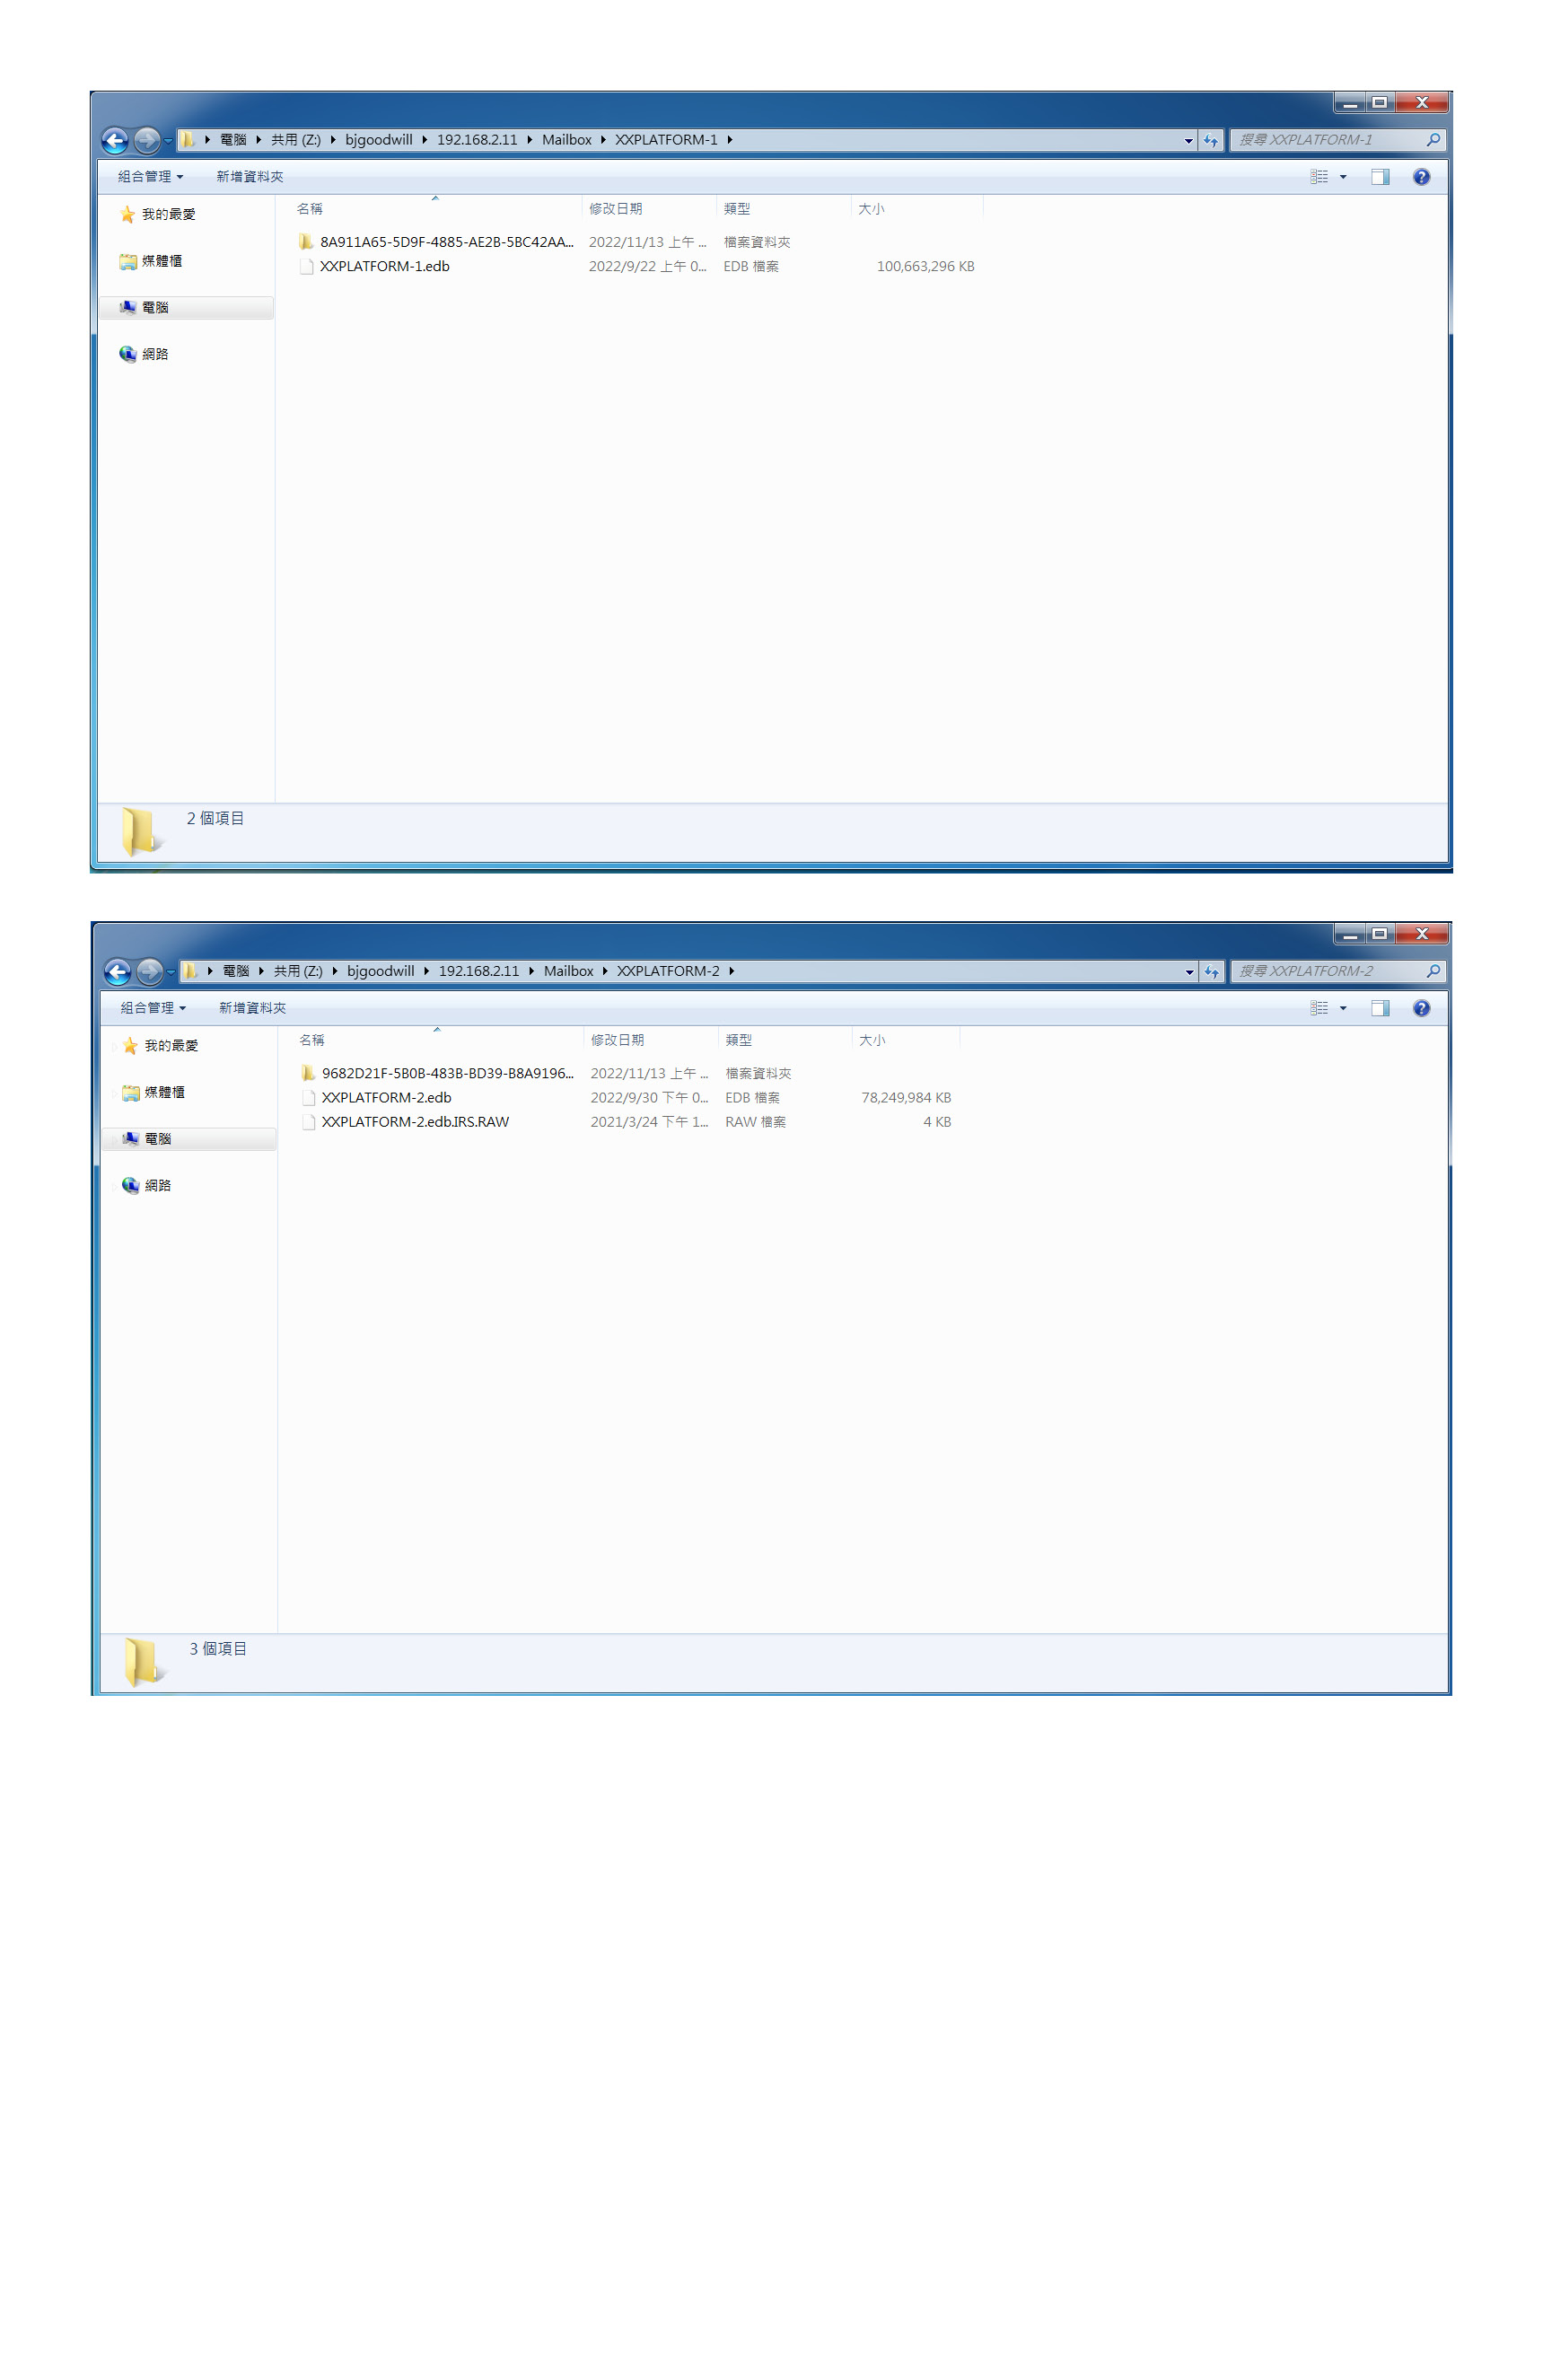 電腦 共用 (Z:) bjgoodwill 192.168.2.11 Mailbox XXPLATFORM-1 搜尋 XXPLATFORM-1
組合管理 新增資料夾
我的最愛
媒體櫃
電腦
網路
名稱 修改日期 類型 大小
8A911A65-5D9F-4885-AE2B-5BC42AA... 2022/11/13 上午 ... 檔案資料夾
XXPLATFORM-1.edb 2022/9/22 上午 0... EDB 檔案 100,663,296 KB
2 個項目
電腦 共用 (Z:) bjgoodwill 192.168.2.11 Mailbox XXPLATFORM-2 搜尋 XXPLATFORM-2
組合管理 新增資料夾
我的最愛
媒體櫃
電腦
網路
名稱 修改日期 類型 大小
9682D21F-5B0B-483B-BD39-B8A9196... 2022/11/13 上午 ... 檔案資料夾
XXPLATFORM-2.edb 2022/9/30 下午 0... EDB 檔案 78,249,984 KB
XXPLATFORM-2.edb.IRS.RAW 2021/3/24 下午 1... RAW 檔案 4 KB
3 個項目